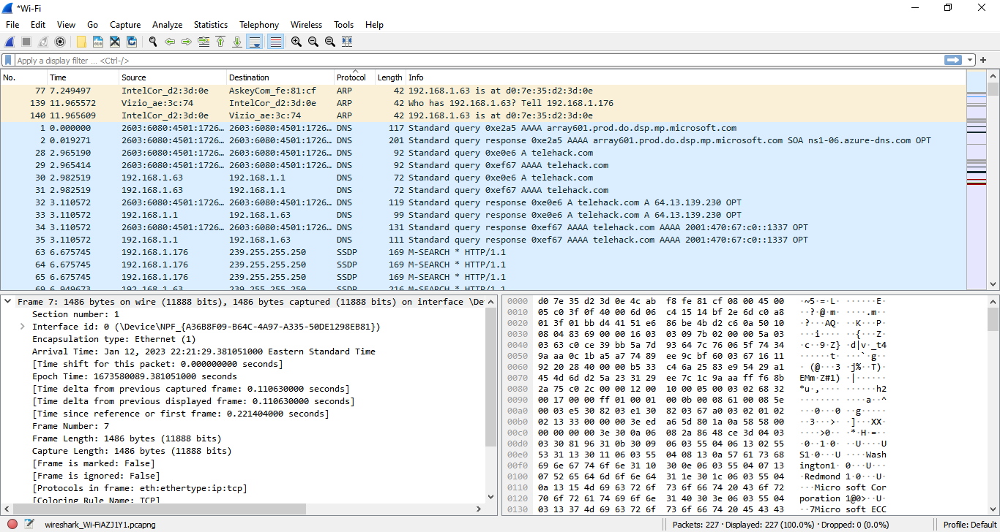 *Wi-Fi
File Edit View Go Capture Analyze Statistics Telephony Wireless Tools Help
Apply a display filter ... <Ctrl-/>
No. Time Source Destination Protocol Length Info
77 7.249497 IntelCor_d2:3d:0e AskeyCom_fe:81:cf ARP 42 192.168.1.63 is at d0:7e:35:d2:3d:0e
139 11.965572 Vizio_ae:3c:74 IntelCor_d2:3d:0e ARP 42 Who has 192.168.1.63? Tell 192.168.1.176
140 11.965609 IntelCor_d2:3d:0e Vizio_ae:3c:74 ARP 42 192.168.1.63 is at d0:7e:35:d2:3d:0e
1 0.000000 2603:6080:4501:1726… 2603:6080:4501:1726… DNS 117 Standard query 0xe2a5 AAAA array601.prod.do.dsp.mp.microsoft.com
2 0.019271 2603:6080:4501:1726… 2603:6080:4501:1726… DNS 201 Standard query response 0xe2a5 AAAA array601.prod.do.dsp.mp.microsoft.com SOA ns1-06.azure-dns.com OPT
28 2.965190 2603:6080:4501:1726… 2603:6080:4501:1726… DNS 92 Standard query 0xe0e6 A telehack.com
29 2.965414 2603:6080:4501:1726… 2603:6080:4501:1726… DNS 92 Standard query 0xef67 AAAA telehack.com
30 2.982519 192.168.1.63 192.168.1.1 DNS 72 Standard query 0xe0e6 A telehack.com
31 2.982519 192.168.1.63 192.168.1.1 DNS 72 Standard query 0xef67 AAAA telehack.com
32 3.110572 2603:6080:4501:1726… 2603:6080:4501:1726… DNS 119 Standard query response 0xe0e6 A telehack.com A 64.13.139.230 OPT
33 3.110572 192.168.1.1 192.168.1.63 DNS 99 Standard query response 0xe0e6 A telehack.com A 64.13.139.230 OPT
34 3.110572 2603:6080:4501:1726… 2603:6080:4501:1726… DNS 131 Standard query response 0xef67 AAAA telehack.com AAAA 2001:470:67:c0::1337 OPT
35 3.110572 192.168.1.1 192.168.1.63 DNS 111 Standard query response 0xef67 AAAA telehack.com AAAA 2001:470:67:c0::1337 OPT
63 6.675745 192.168.1.176 239.255.255.250 SSDP 169 M-SEARCH * HTTP/1.1
64 6.675745 192.168.1.176 239.255.255.250 SSDP 169 M-SEARCH * HTTP/1.1
65 6.675745 192.168.1.176 239.255.255.250 SSDP 169 M-SEARCH * HTTP/1.1
69 6.949673 192.168.1.63 239.255.255.250 SSDP 216 M-SEARCH * HTTP/1.1
Frame 7: 1486 bytes on wire (11888 bits), 1486 bytes captured (11888 bits) on interface \De
Section number: 1
Interface id: 0 (\Device\NPF_{A36B8F09-B64C-4A97-A335-50DE1298EB81})
Encapsulation type: Ethernet (1)
Arrival Time: Jan 12, 2023 22:21:29.381051000 Eastern Standard Time
[Time shift for this packet: 0.000000000 seconds]
Epoch Time: 1673580089.381051000 seconds
[Time delta from previous captured frame: 0.110630000 seconds]
[Time delta from previous displayed frame: 0.110630000 seconds]
[Time since reference or first frame: 0.221404000 seconds]
Frame Number: 7
Frame Length: 1486 bytes (11888 bits)
Capture Length: 1486 bytes (11888 bits)
[Frame is marked: False]
[Frame is ignored: False]
[Protocols in frame: eth:ethertype:ip:tcp]
[Coloring Rule Name: TCP]
0000 d0 7e 35 d2 3d 0e 4c ab f8 fe 81 cf 08 00 45 00 ·~5·=·L· ······E·
0010 05 c0 3f 0f 40 00 6d 06 c4 15 14 bf 2e 6d c0 a8 ··?·@·m· ····.m··
0020 01 3f 01 bb d4 41 51 e6 86 be 4b d2 c6 0a 50 10 ·?···AQ· ··K···P·
0030 08 04 83 69 00 00 16 03 03 09 7b 02 00 00 5a 03 ···i···· ··{···Z·
0040 03 63 c0 ce 39 bb 5a 7d 93 64 7c 76 06 5f 74 34 ·c··9·Z} ·d|v·_t4
0050 9a aa 0c 1b a5 a7 74 89 ee 9c bf 60 03 67 16 11 ······t· ···`·g··
0060 92 20 28 40 00 00 b5 33 c4 6a 25 83 e9 54 29 a1 · (@···3 ·j%··T)·
0070 45 4d 6d d2 5a 23 31 29 ee 7c 1c 9a aa ff f6 8b EMm·Z#1) ·|······
0080 2a 75 c0 2c 00 00 12 00 10 00 05 00 03 02 68 32 *u·,···· ······h2
0090 00 17 00 00 ff 01 00 01 00 0b 00 08 61 00 08 5e ········ ····a··^
00a0 00 03 e5 30 82 03 e1 30 82 03 67 a0 03 02 01 02 ···0···0 ··g·····
00b0 02 13 33 00 00 00 3e ed a6 5d 80 1a 0a 58 58 00 ··3···>· ·]···XX·
00c0 00 00 00 00 3e 30 0a 06 08 2a 86 48 ce 3d 04 03 ····>0·· ·*·H·=··
00d0 03 30 81 96 31 0b 30 09 06 03 55 04 06 13 02 55 ·0··1·0· ··U····U
00e0 53 31 13 30 11 06 03 55 04 08 13 0a 57 61 73 68 S1·0···U ····Wash
00f0 69 6e 67 74 6f 6e 31 10 30 0e 06 03 55 04 07 13 ington1· 0···U···
0100 07 52 65 64 6d 6f 6e 64 31 1e 30 1c 06 03 55 04 ·Redmond 1·0···U·
0110 0a 13 15 4d 69 63 72 6f 73 6f 66 74 20 43 6f 72 ···Micro soft Cor
0120 70 6f 72 61 74 69 6f 6e 31 40 30 3e 06 03 55 04 poration 1@0>··U·
0130 03 13 37 4d 69 63 72 6f 73 6f 66 74 20 45 43 43 ··7Micro soft ECC
wireshark_Wi-FiAZJ1Y1.pcapng Packets: 227 · Displayed: 227 (100.0%) · Dropped: 0 (0.0%) Profile: Default